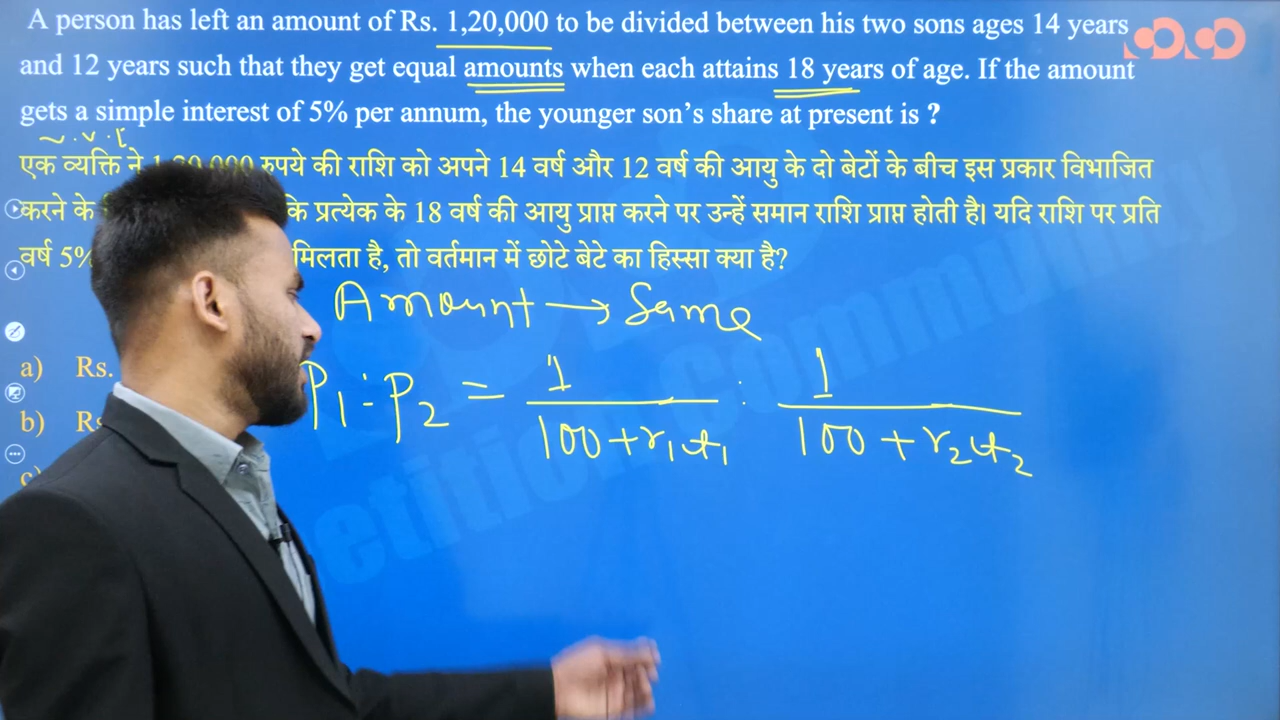 A person has left an amount of Rs. 1,20,000 to be divided between his two sons ages 14 years
and 12 years such that they get equal amounts when each attains 18 years of age. If the amount
gets a simple interest of 5% per annum, the younger son's share at present is ?
एक व्यक्ति ने रुपये की राशि को अपने 14 वर्ष और 12 वर्ष की आयु के दो बेटों के बीच इस प्रकार विभाजित
करने के कि प्रत्येक के 18 वर्ष की आयु प्राप्त करने पर उन्हें समान राशि प्राप्त होती है। यदि राशि पर प्रति
वर्ष 5% मिलता है, तो वर्तमान में छोटे बेटे का हिस्सा क्या है?
Amount → Same
a) Rs.
P₁ : P₂ = 1/(100+r₁t₁) : 1/(100+r₂t₂)
b) Rs
c)
etition community